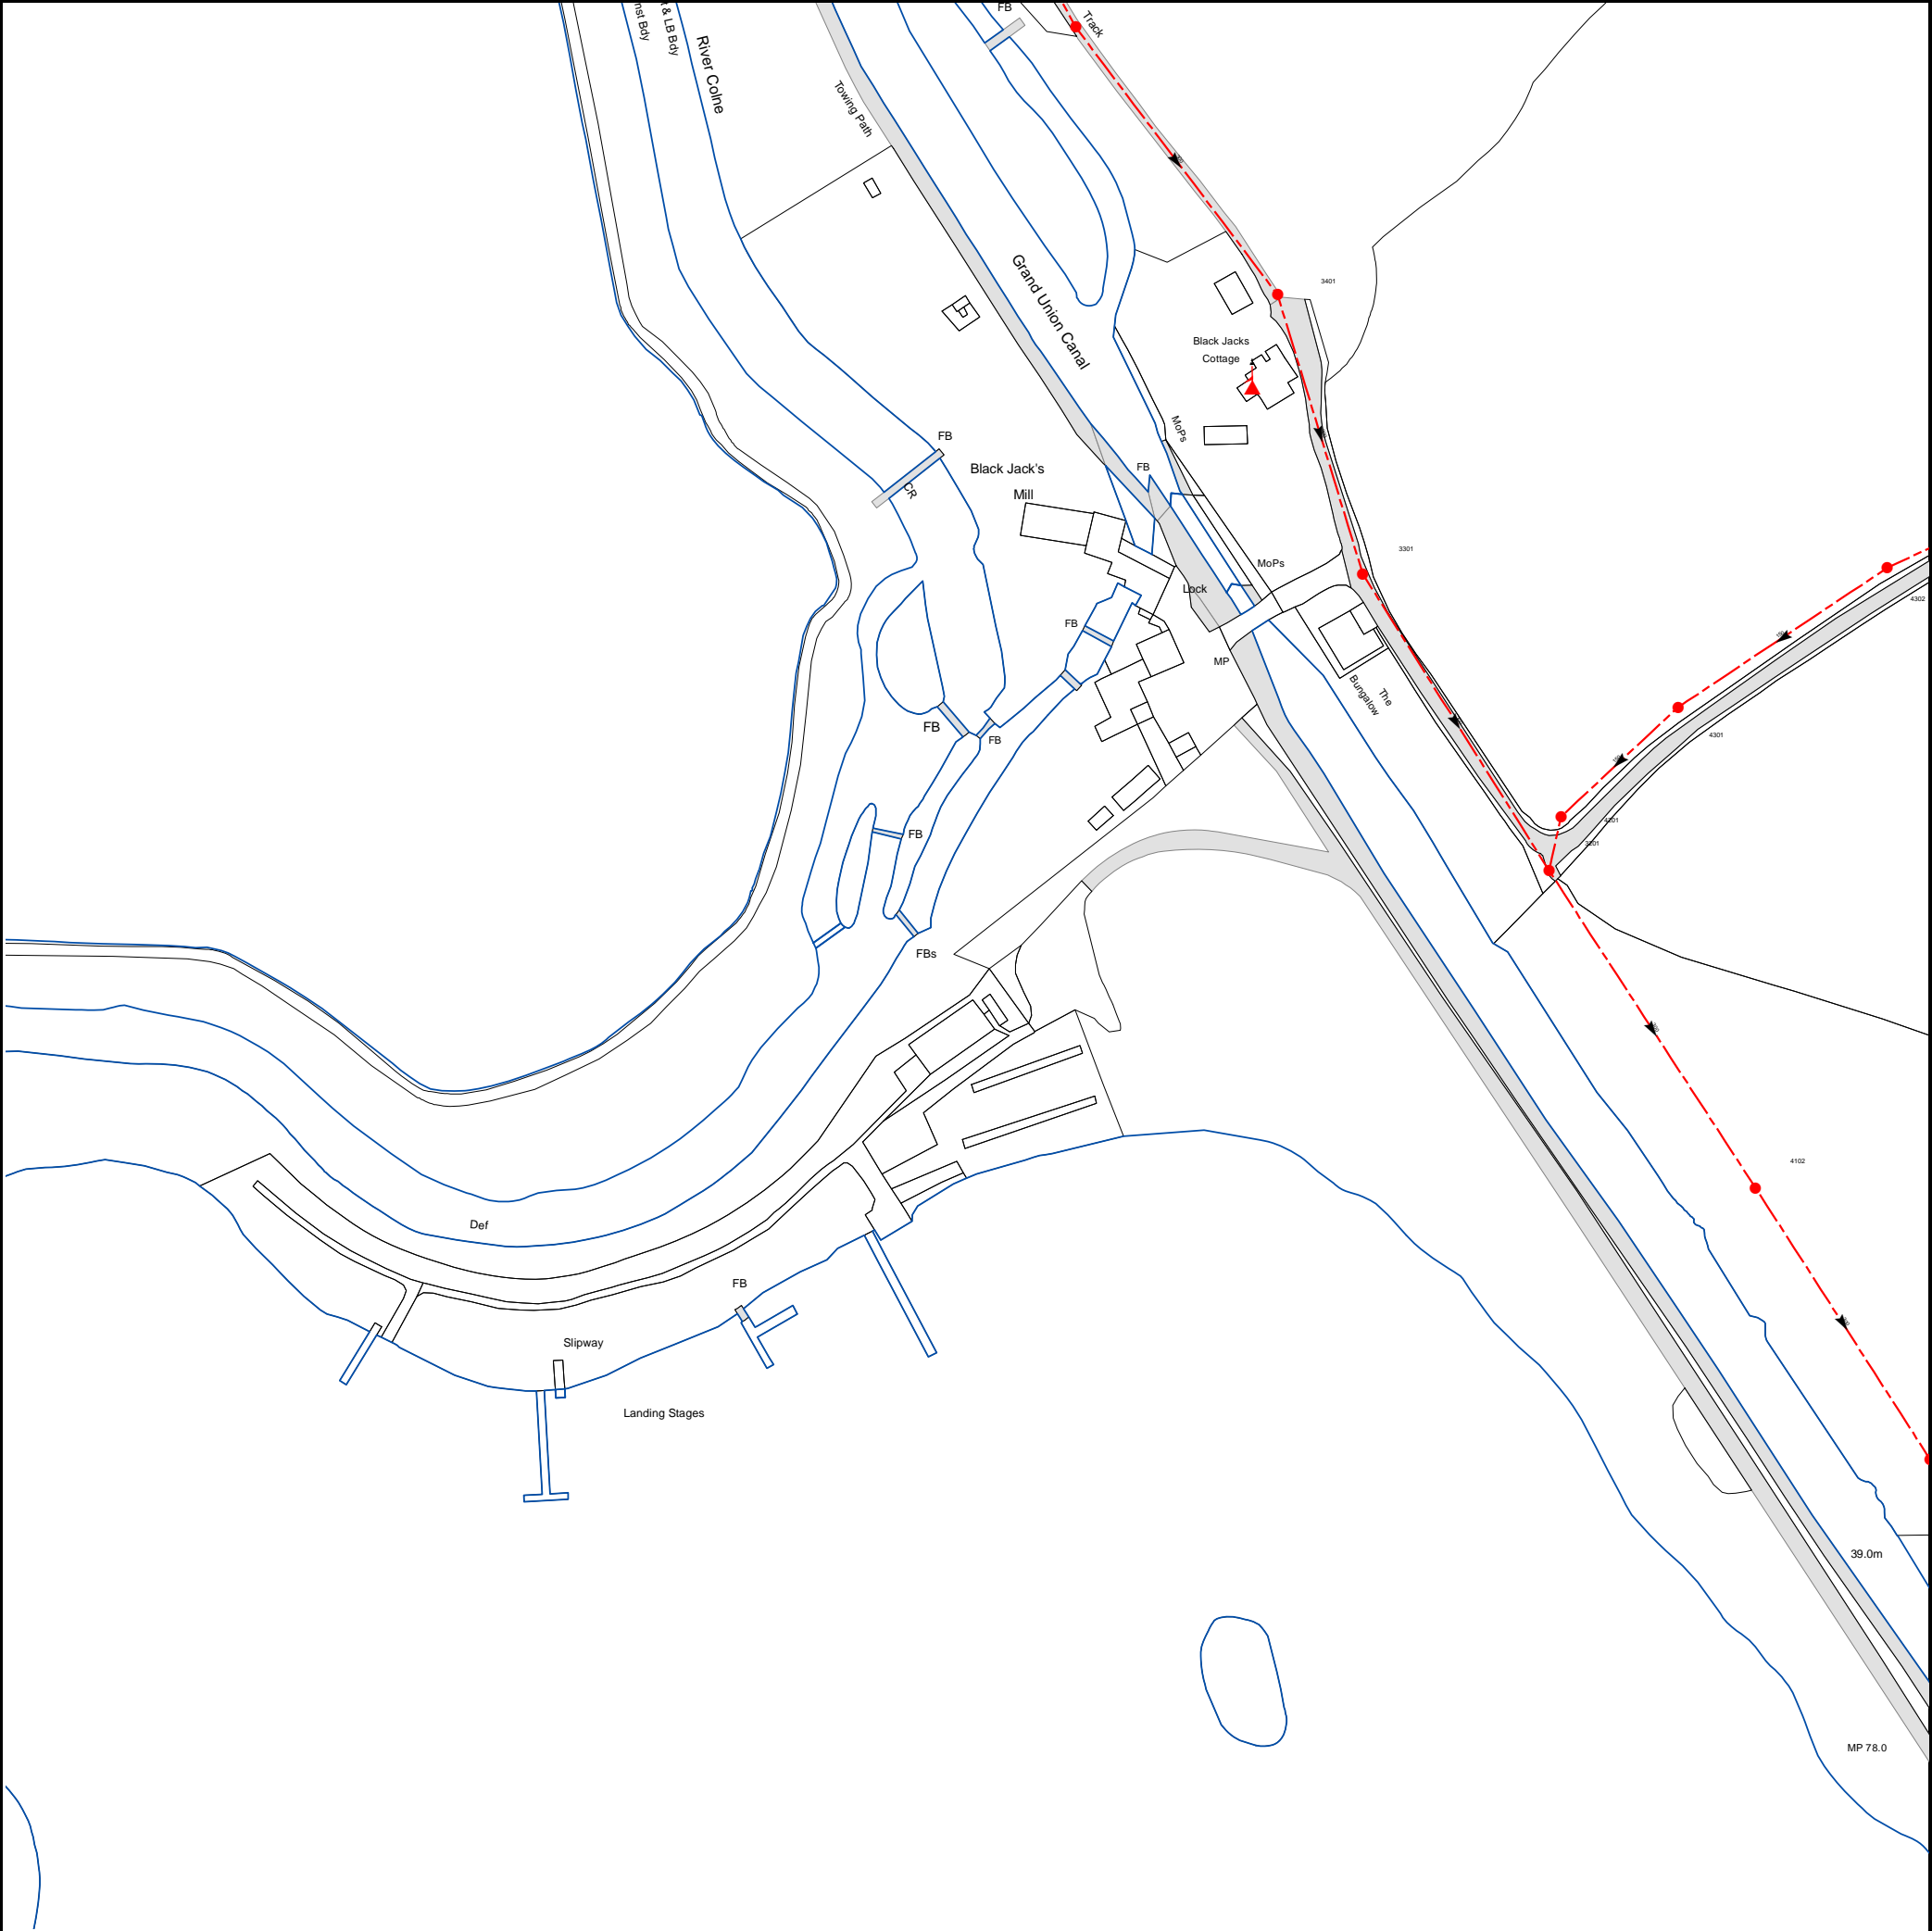 FB
Track
nst Bdy
t & LB Bdy
River Colne
Towing Path
Grand Union Canal
3401
Black Jacks
Cottage
MoPs
FB
Black Jack's
Mill
CR
FB
3301
MoPs
Lock
4302
FB
MP
The
Bungalow
FB
FB
4301
4201
3201
FB
FBs
4102
Def
FB
Slipway
Landing Stages
39.0m
MP 78.0